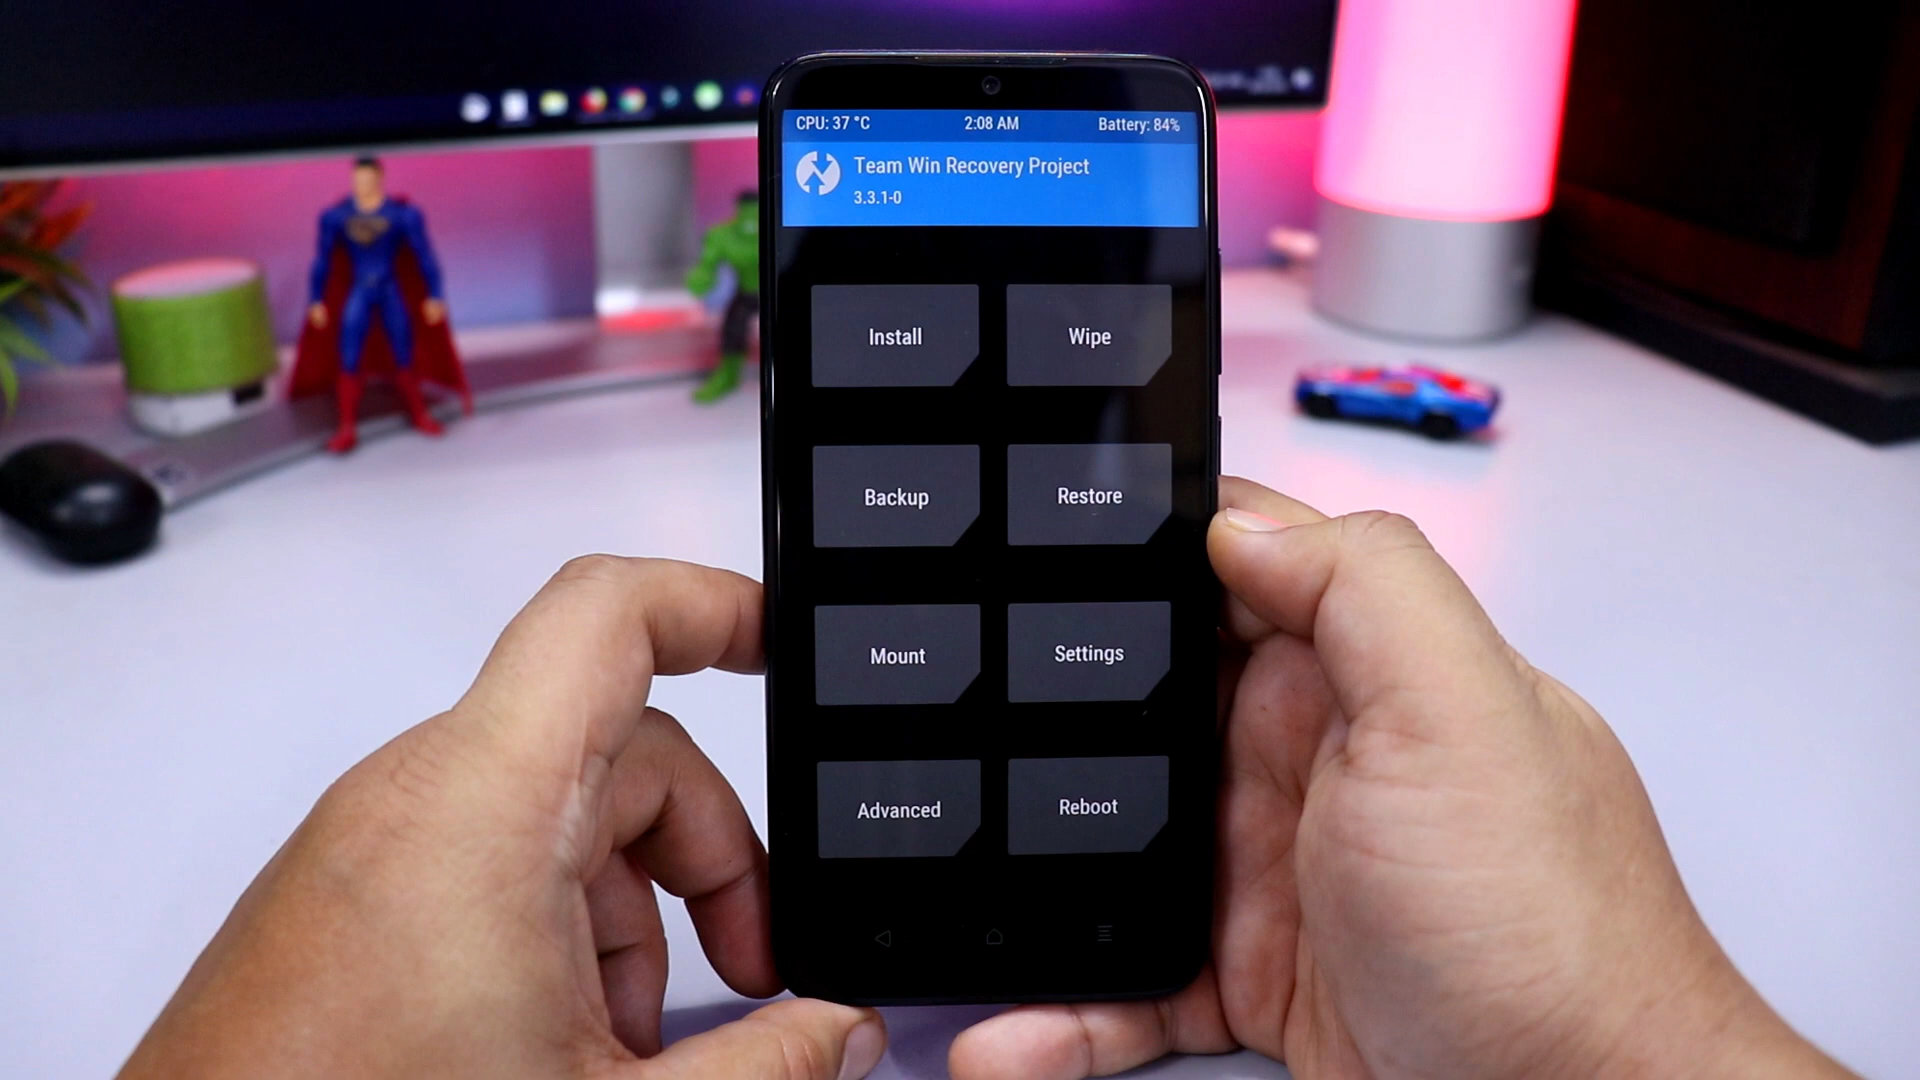 CPU: 37 °C 2:08 AM Battery: 84%
Team Win Recovery Project
3.3.1-0
Install Wipe
Backup Restore
Mount Settings
Advanced Reboot